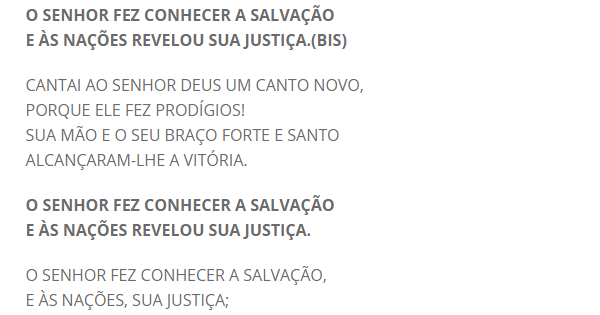 O SENHOR FEZ CONHECER A SALVAÇÃO
E ÀS NAÇÕES REVELOU SUA JUSTIÇA.(BIS)
CANTAI AO SENHOR DEUS UM CANTO NOVO,
PORQUE ELE FEZ PRODÍGIOS!
SUA MÃO E O SEU BRAÇO FORTE E SANTO
ALCANÇARAM-LHE A VITÓRIA.
O SENHOR FEZ CONHECER A SALVAÇÃO
E ÀS NAÇÕES REVELOU SUA JUSTIÇA.
O SENHOR FEZ CONHECER A SALVAÇÃO,
E ÀS NAÇÕES, SUA JUSTIÇA;